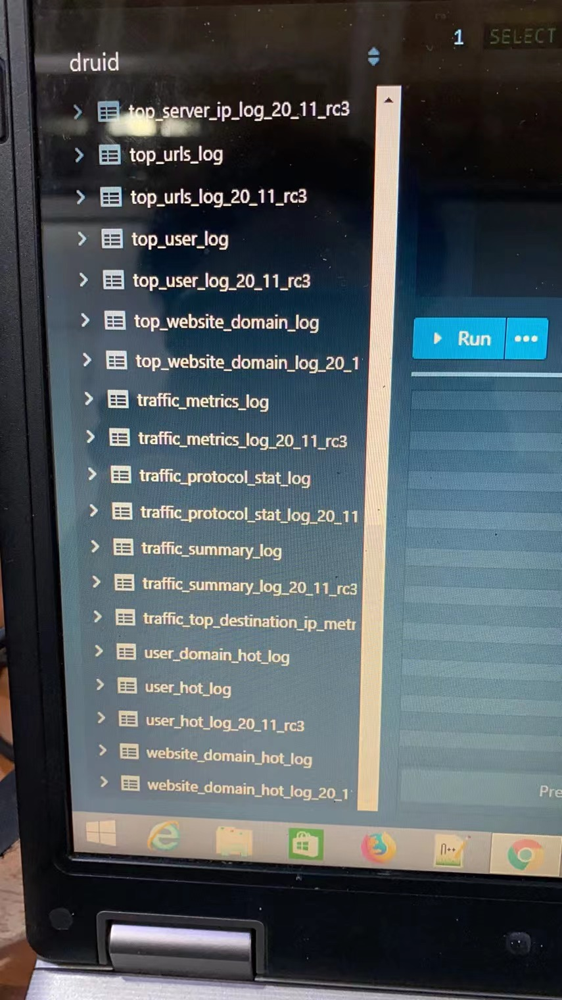 1 SELECT
druid
top_server_ip_log_20_11_rc3
top_urls_log
top_urls_log_20_11_rc3
top_user_log
top_user_log_20_11_rc3
top_website_domain_log
top_website_domain_log_20_1
traffic_metrics_log
traffic_metrics_log_20_11_rc3
traffic_protocol_stat_log
traffic_protocol_stat_log_20_11
traffic_summary_log
traffic_summary_log_20_11_rc3
traffic_top_destination_ip_metr
user_domain_hot_log
user_hot_log
user_hot_log_20_11_rc3
website_domain_hot_log
website_domain_hot_log_20_1
Run
Pre